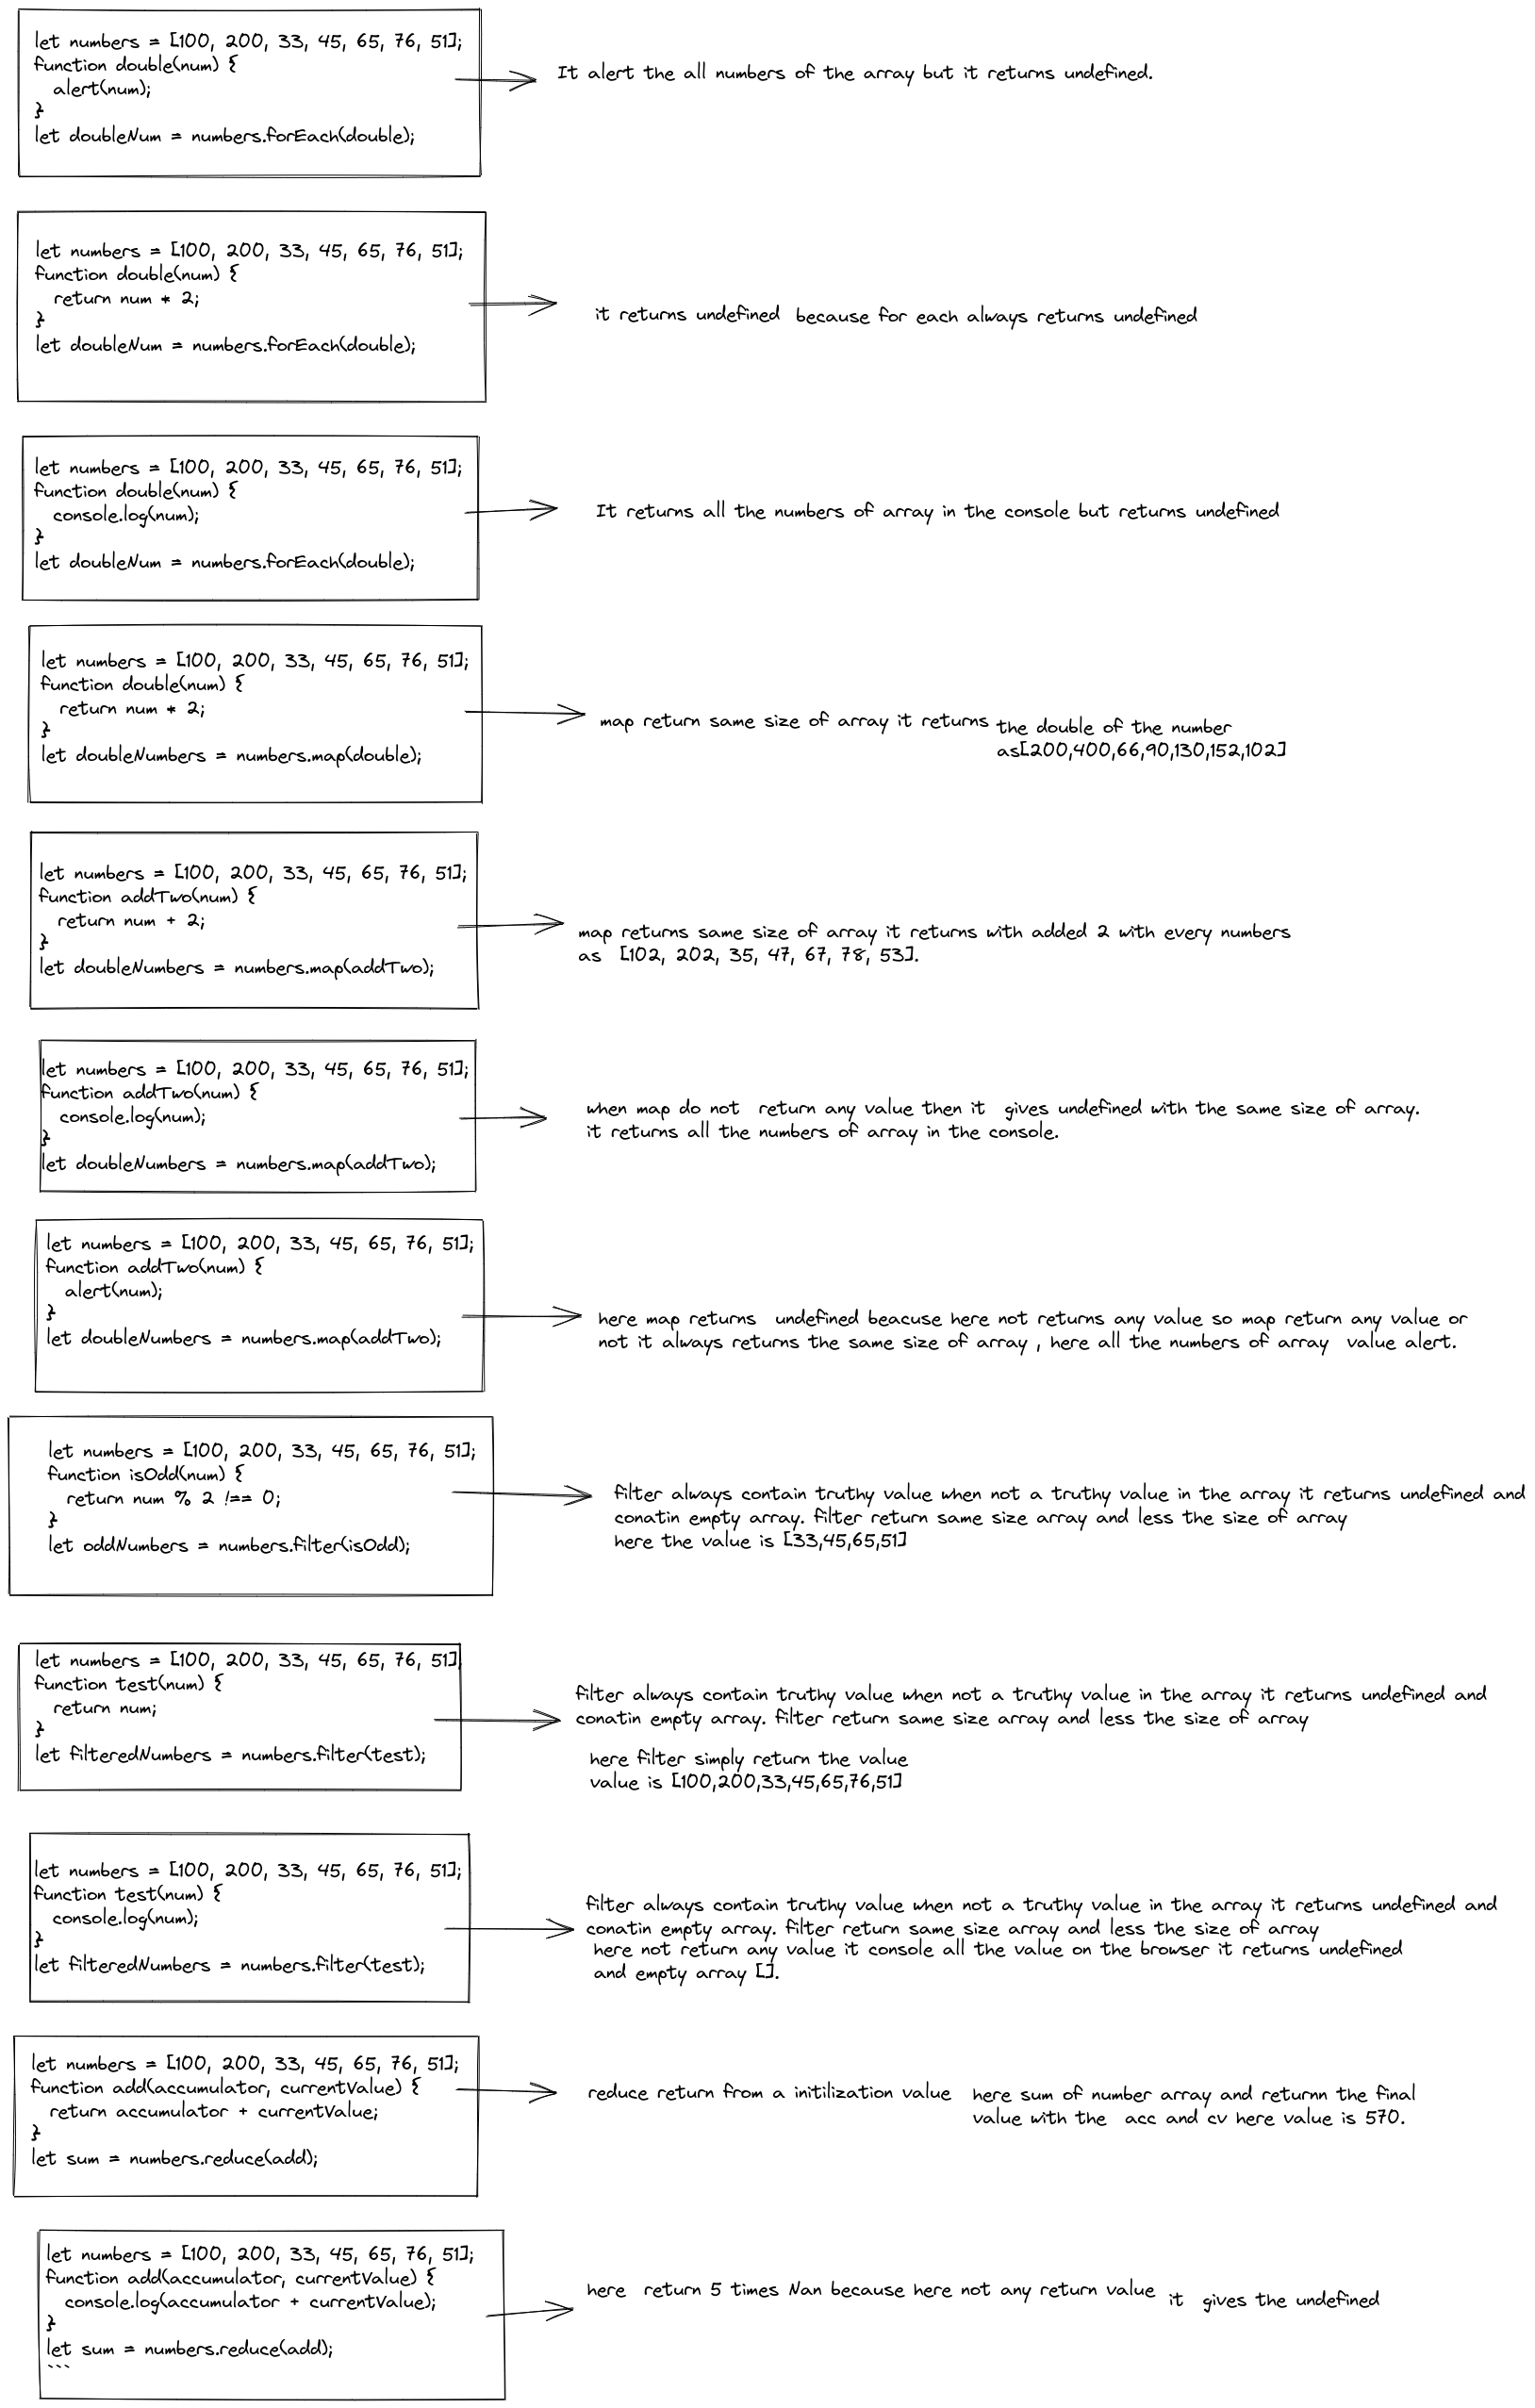 let numbers = [100, 200, 33, 45, 65, 76, 51];
function double(num) {
  alert(num);
}
let doubleNum = numbers.forEach(double);
It alert the all numbers of the array but it returns undefined.
let numbers = [100, 200, 33, 45, 65, 76, 51];
function double(num) {
  return num * 2;
}
let doubleNum = numbers.forEach(double);
it returns undefined  because for each always returns undefined
let numbers = [100, 200, 33, 45, 65, 76, 51];
function double(num) {
  console.log(num);
}
let doubleNum = numbers.forEach(double);
It returns all the numbers of array in the console but returns undefined
let numbers = [100, 200, 33, 45, 65, 76, 51];
function double(num) {
  return num * 2;
}
let doubleNumbers = numbers.map(double);
map return same size of array it returns
the double of the number
as[200,400,66,90,130,152,102]
let numbers = [100, 200, 33, 45, 65, 76, 51];
function addTwo(num) {
  return num + 2;
}
let doubleNumbers = numbers.map(addTwo);
map returns same size of array it returns with added 2 with every numbers
as  [102, 202, 35, 47, 67, 78, 53].
let numbers = [100, 200, 33, 45, 65, 76, 51];
function addTwo(num) {
  console.log(num);
}
let doubleNumbers = numbers.map(addTwo);
when map do not  return any value then it  gives undefined with the same size of array.
it returns all the numbers of array in the console.
let numbers = [100, 200, 33, 45, 65, 76, 51];
function addTwo(num) {
  alert(num);
}
let doubleNumbers = numbers.map(addTwo);
here map returns  undefined beacuse here not returns any value so map return any value or
not it always returns the same size of array , here all the numbers of array  value alert.
let numbers = [100, 200, 33, 45, 65, 76, 51];
function isOdd(num) {
  return num % 2 !== 0;
}
let oddNumbers = numbers.filter(isOdd);
filter always contain truthy value when not a truthy value in the array it returns undefined and
conatin empty array. filter return same size array and less the size of array
here the value is [33,45,65,51]
let numbers = [100, 200, 33, 45, 65, 76, 51]
function test(num) {
  return num;
}
let filteredNumbers = numbers.filter(test);
filter always contain truthy value when not a truthy value in the array it returns undefined and
conatin empty array. filter return same size array and less the size of array
here filter simply return the value
value is [100,200,33,45,65,76,51]
let numbers = [100, 200, 33, 45, 65, 76, 51];
function test(num) {
  console.log(num);
}
let filteredNumbers = numbers.filter(test);
filter always contain truthy value when not a truthy value in the array it returns undefined and
conatin empty array. filter return same size array and less the size of array
here not return any value it console all the value on the browser it returns undefined
and empty array [].
let numbers = [100, 200, 33, 45, 65, 76, 51];
function add(accumulator, currentValue) {
  return accumulator + currentValue;
}
let sum = numbers.reduce(add);
reduce return from a initilization value
here sum of number array and returnn the final
value with the  acc and cv here value is 570.
let numbers = [100, 200, 33, 45, 65, 76, 51];
function add(accumulator, currentValue) {
  console.log(accumulator + currentValue);
}
let sum = numbers.reduce(add);
```
here  return 5 times Nan because here not any return value
it  gives the undefined